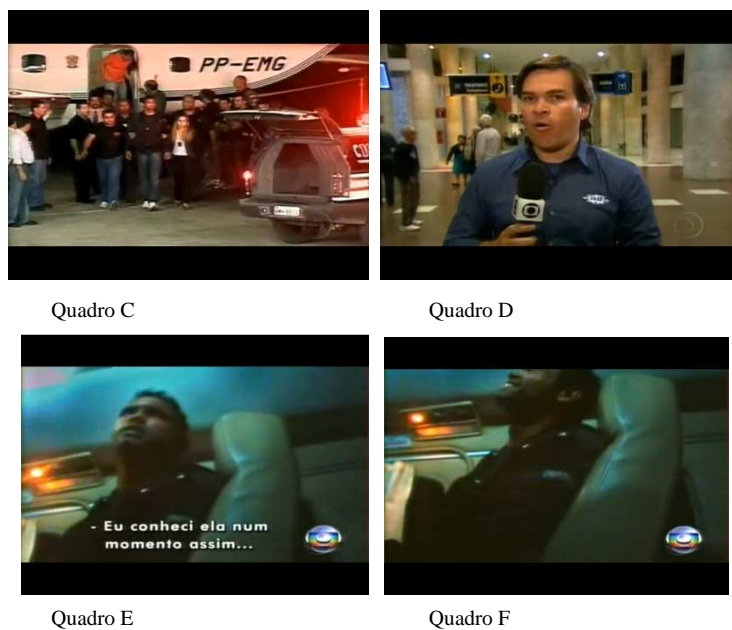 PP-EMG
Quadro C
Quadro D
- Eu conheci ela num
momento assim...
Quadro E
Quadro F